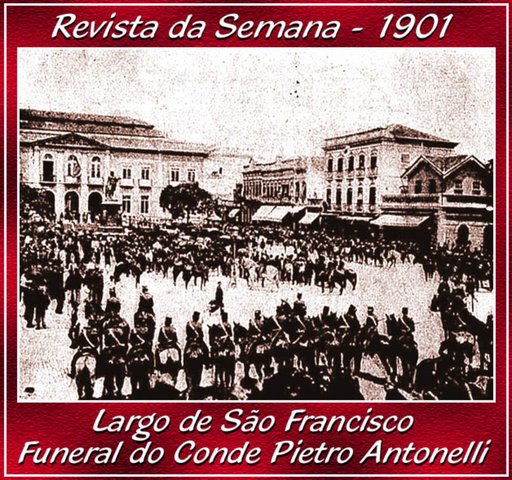 Revista da Semana - 1901
Largo de São Francisco
Funeral do Conde Pietro Antonelli